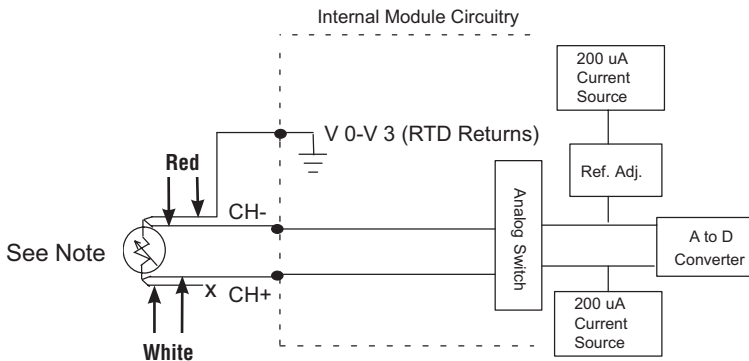 Internal Module Circuitry
200 uA
Current
Source
V 0-V 3 (RTD Returns)
Red
Ref. Adj.
CH-
Analog Switch
See Note
A to D
Converter
X
CH+
200 uA
Current
Source
White